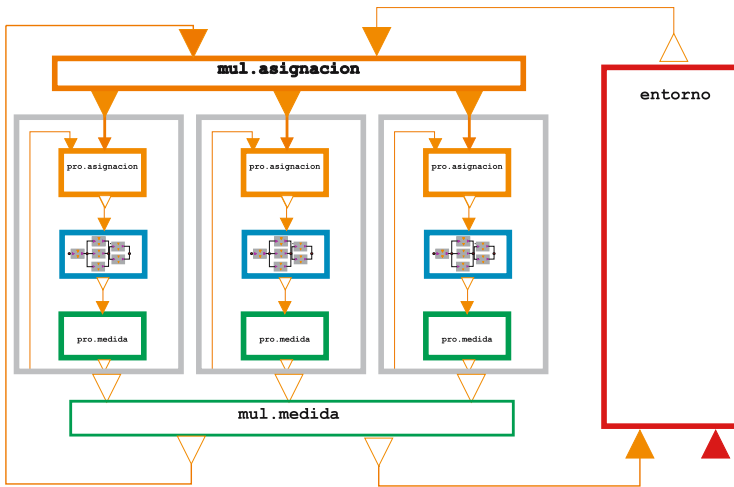 mul.asignacion
entorno
pro.asignacion
pro.asignacion
pro.asignacion
pro.medida
pro.medida
pro.medida
mul.medida